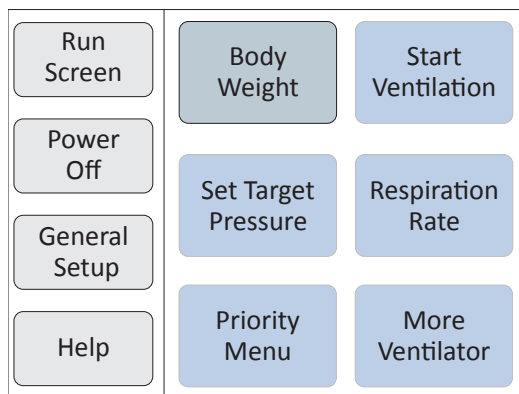 Run
Screen
Power
Off
General
Setup
Help
Body
Weight
Start
Ventilation
Set Target
Pressure
Respiration
Rate
Priority
Menu
More
Ventilator